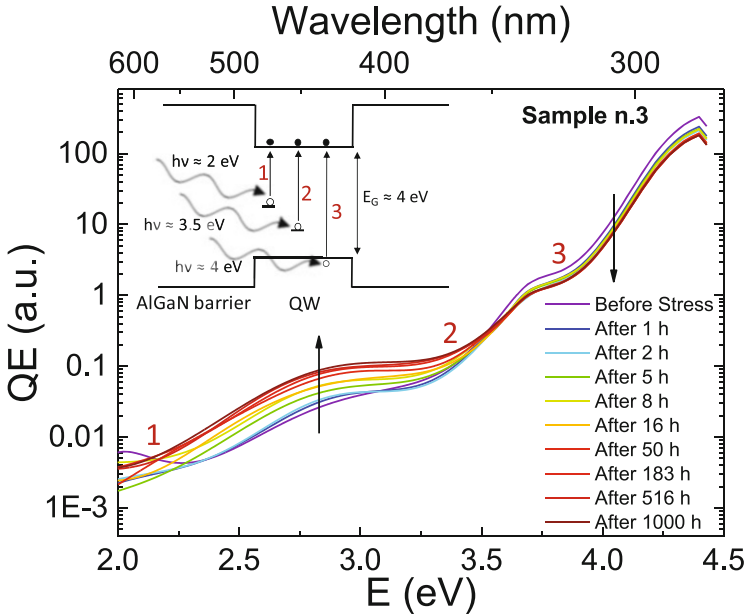 Wavelength (nm)
600 500 400 300
Sample n.3
hν ≈ 2 eV
1
2
3
E_G ≈ 4 eV
hν ≈ 3.5 eV
hν ≈ 4 eV
AlGaN barrier QW
QE (a.u.)
100
10
1
0.1
0.01
1E-3
1
2
3
Before Stress
After 1 h
After 2 h
After 5 h
After 8 h
After 16 h
After 50 h
After 183 h
After 516 h
After 1000 h
2.0 2.5 3.0 3.5 4.0 4.5
E (eV)